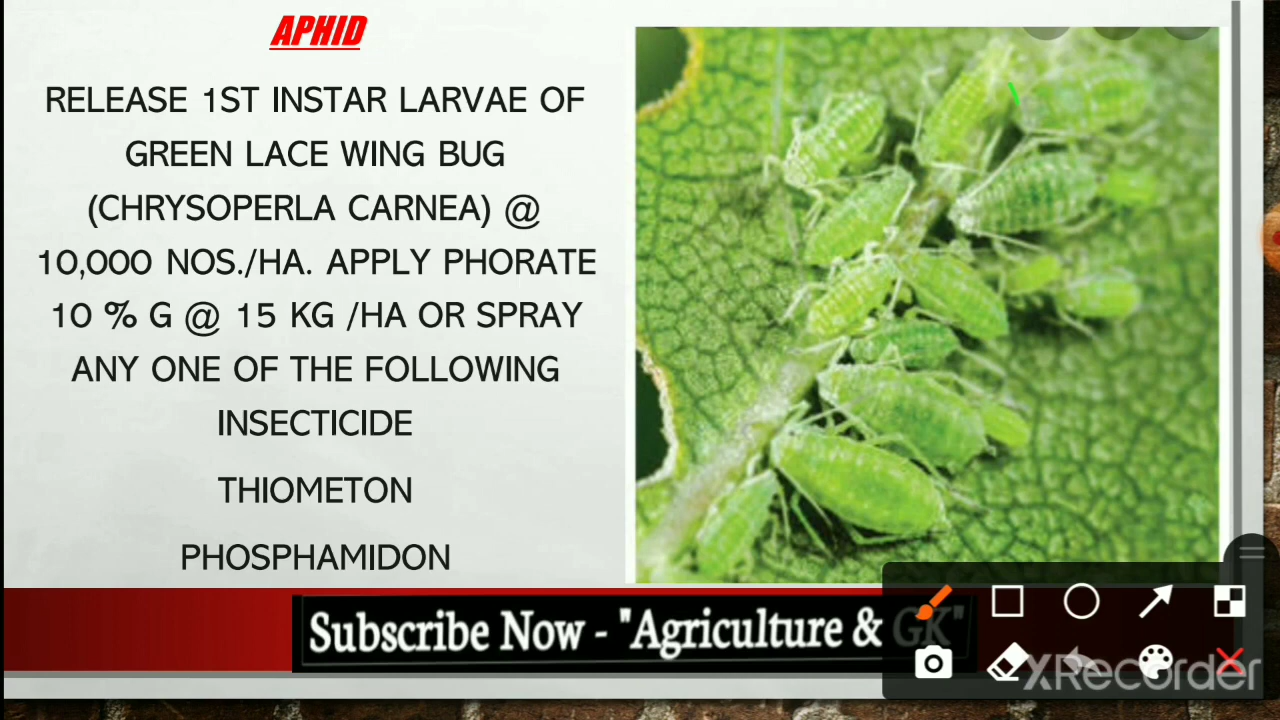 APHID
RELEASE 1ST INSTAR LARVAE OF
GREEN LACE WING BUG
(CHRYSOPERLA CARNEA) @
10,000 NOS./HA. APPLY PHORATE
10 % G @ 15 KG /HA OR SPRAY
ANY ONE OF THE FOLLOWING
INSECTICIDE
THIOMETON
PHOSPHAMIDON
Subscribe Now - "Agriculture & GK"
XRecorder